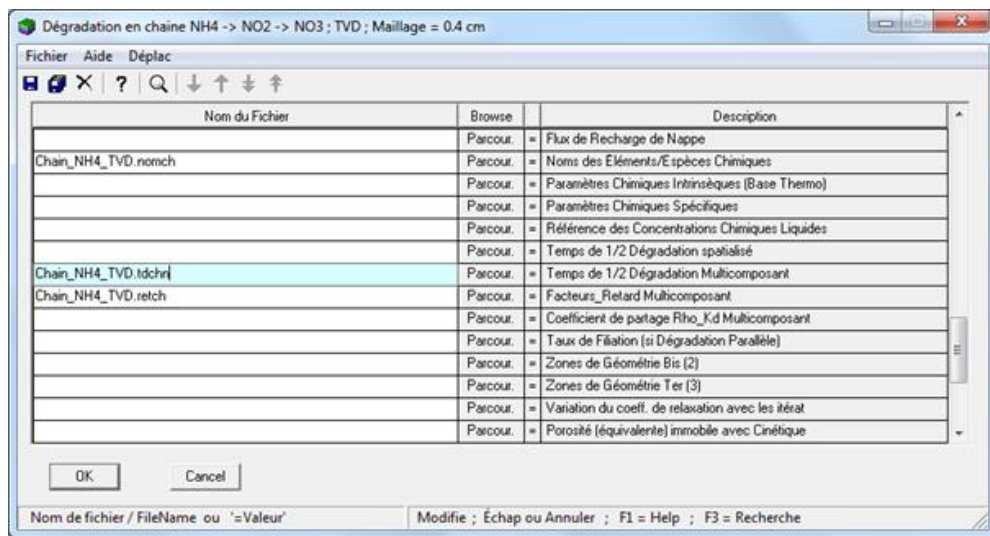 Dégradation en chaine NH4 -> NO2 -> NO3 ; TVD ; Maillage = 0.4 cm
Fichier Aide Déplac
Nom du Fichier Browse Description
Parcour. = Flux de Recharge de Nappe
Chain_NH4_TVD.nomch Parcour. = Noms des Éléments/Espèces Chimiques
Parcour. = Paramètres Chimiques Intrinsèques (Base Thermo)
Parcour. = Paramètres Chimiques Spécifiques
Parcour. = Référence des Concentrations Chimiques Liquides
Parcour. = Temps de 1/2 Dégradation spatialisé
Chain_NH4_TVD.tdchn Parcour. = Temps de 1/2 Dégradation Multicomposant
Chain_NH4_TVD.retch Parcour. = Facteurs_Retard Multicomposant
Parcour. = Coefficient de partage Rho_Kd Multicomposant
Parcour. = Taux de Filiation (si Dégradation Parallèle)
Parcour. = Zones de Géométrie Bis (2)
Parcour. = Zones de Géométrie Ter (3)
Parcour. = Variation du coeff. de relaxation avec les itérat
Parcour. = Porosité (équivalente) immobile avec Cinétique
OK Cancel
Nom de fichier / FileName ou '=Valeur' Modifie ; Échap ou Annuler ; F1 = Help ; F3 = Recherche